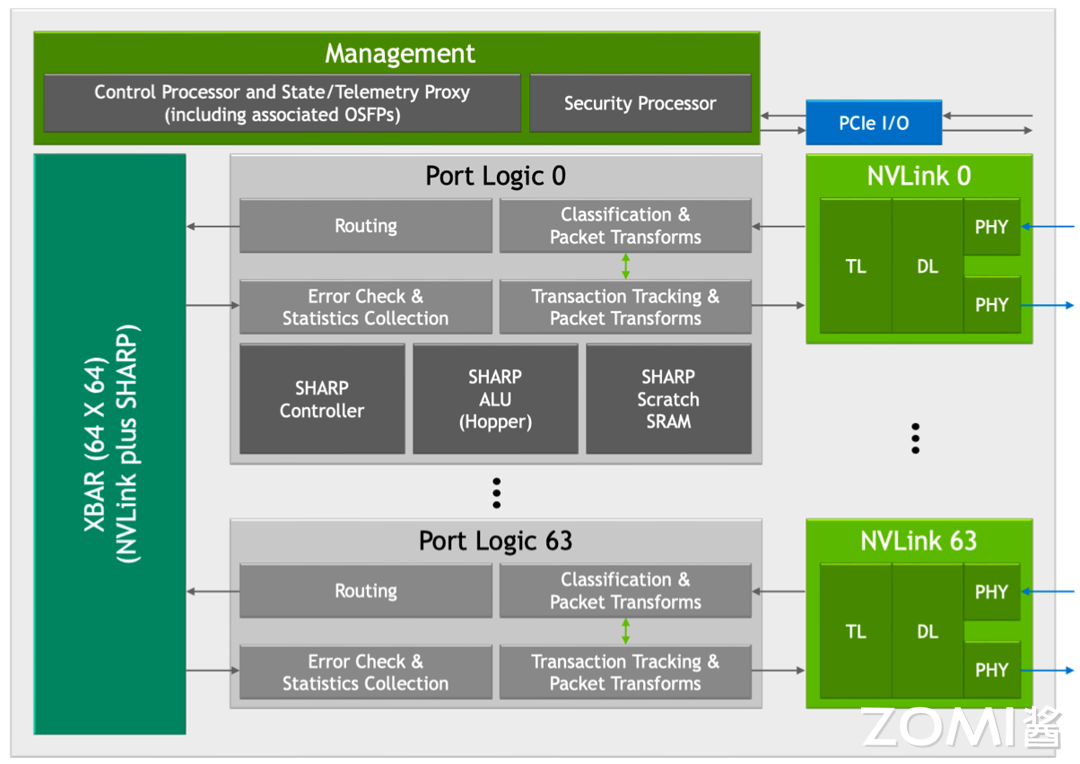 Management
Control Processor and State/Telemetry Proxy
(including associated OSFPs)
Security Processor
PCIe I/O
XBAR (64 X 64)
(NVLink plus SHARP)
Port Logic 0
Routing
Classification &
Packet Transforms
Error Check &
Statistics Collection
Transaction Tracking &
Packet Transforms
SHARP
Controller
SHARP
ALU
(Hopper)
SHARP
Scratch
SRAM
NVLink 0
TL
DL
PHY
PHY
Port Logic 63
Routing
Classification &
Packet Transforms
Error Check &
Statistics Collection
Transaction Tracking &
Packet Transforms
NVLink 63
TL
DL
PHY
PHY
ZOMI酱